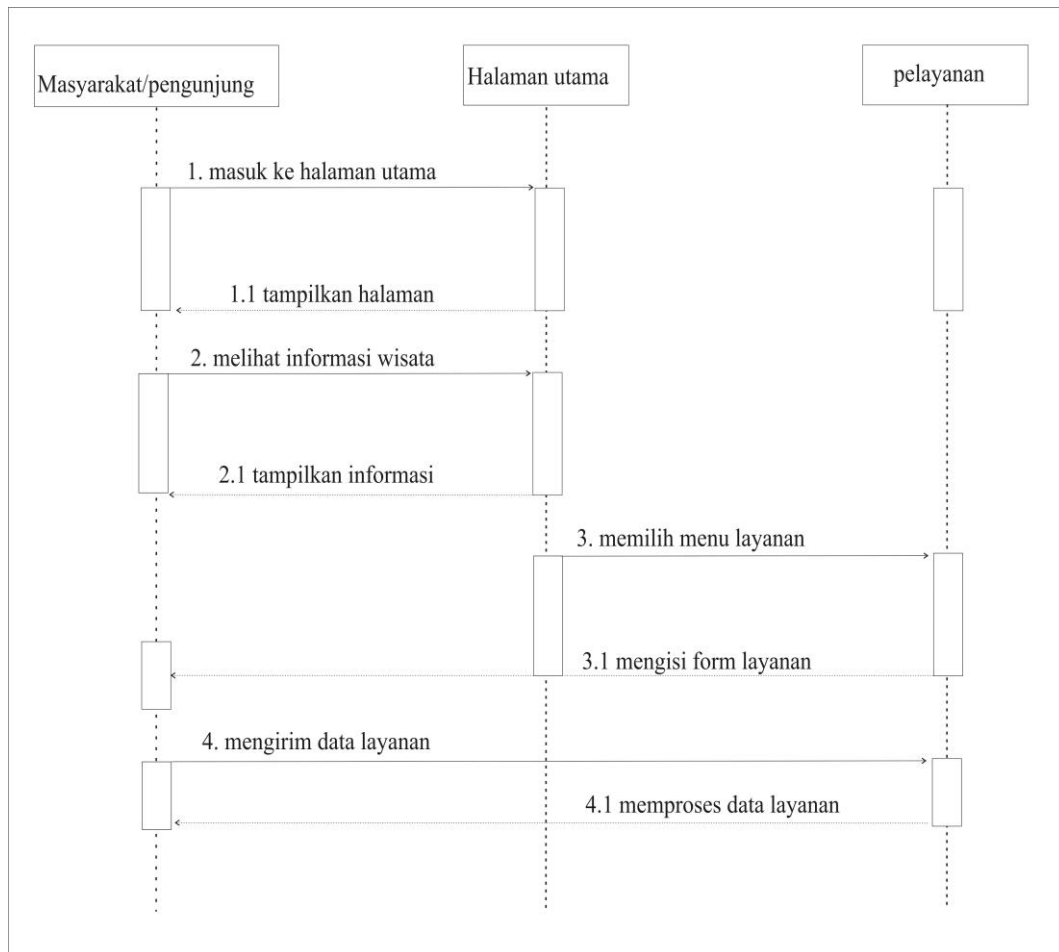 Masyarakat/pengunjung
Halaman utama
pelayanan
1. masuk ke halaman utama
1.1 tampilkan halaman
2. melihat informasi wisata
2.1 tampilkan informasi
3. memilih menu layanan
3.1 mengisi form layanan
4. mengirim data layanan
4.1 memproses data layanan